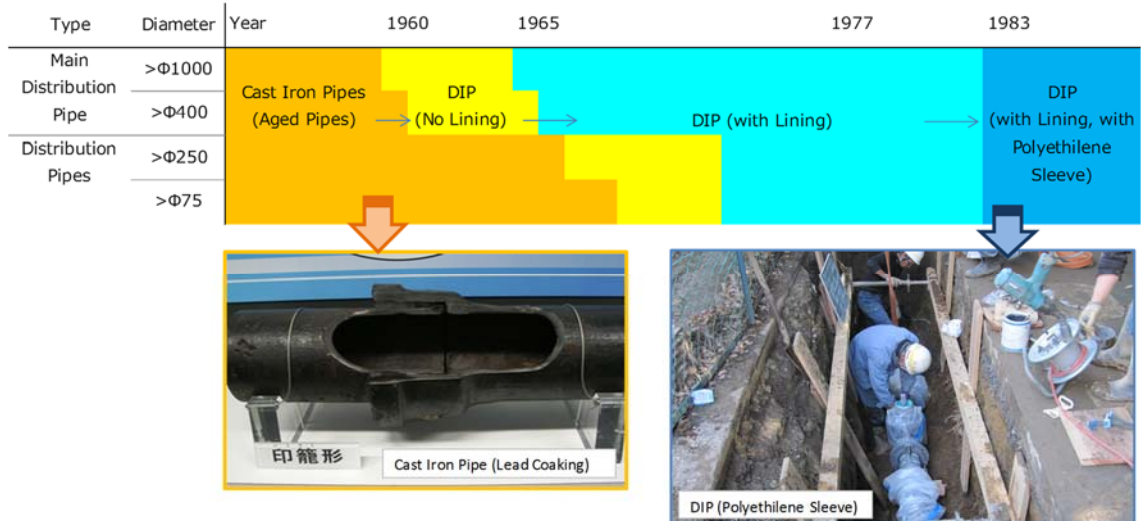 Type Diameter Year 1960 1965 1977 1983
Main
Distribution
Pipe
>Φ1000
>Φ400
Distribution
Pipes
>Φ250
>Φ75
Cast Iron Pipes
(Aged Pipes)
DIP
(No Lining)
DIP (with Lining)
DIP
(with Lining, with
Polyethilene
Sleeve)
印籠形
Cast Iron Pipe (Lead Coaking)
DIP (Polyethilene Sleeve)